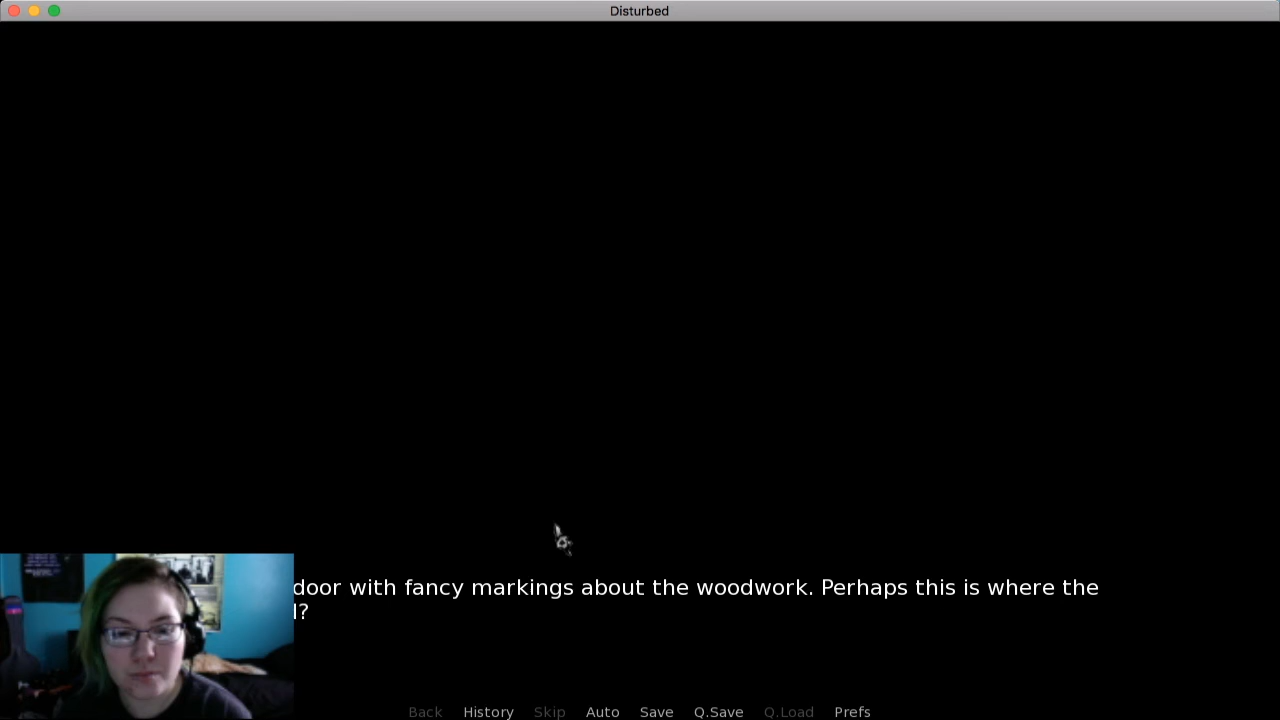 Disturbed
door with fancy markings about the woodwork. Perhaps this is where the
?
Back History Skip Auto Save Q.Save Q.Load Prefs